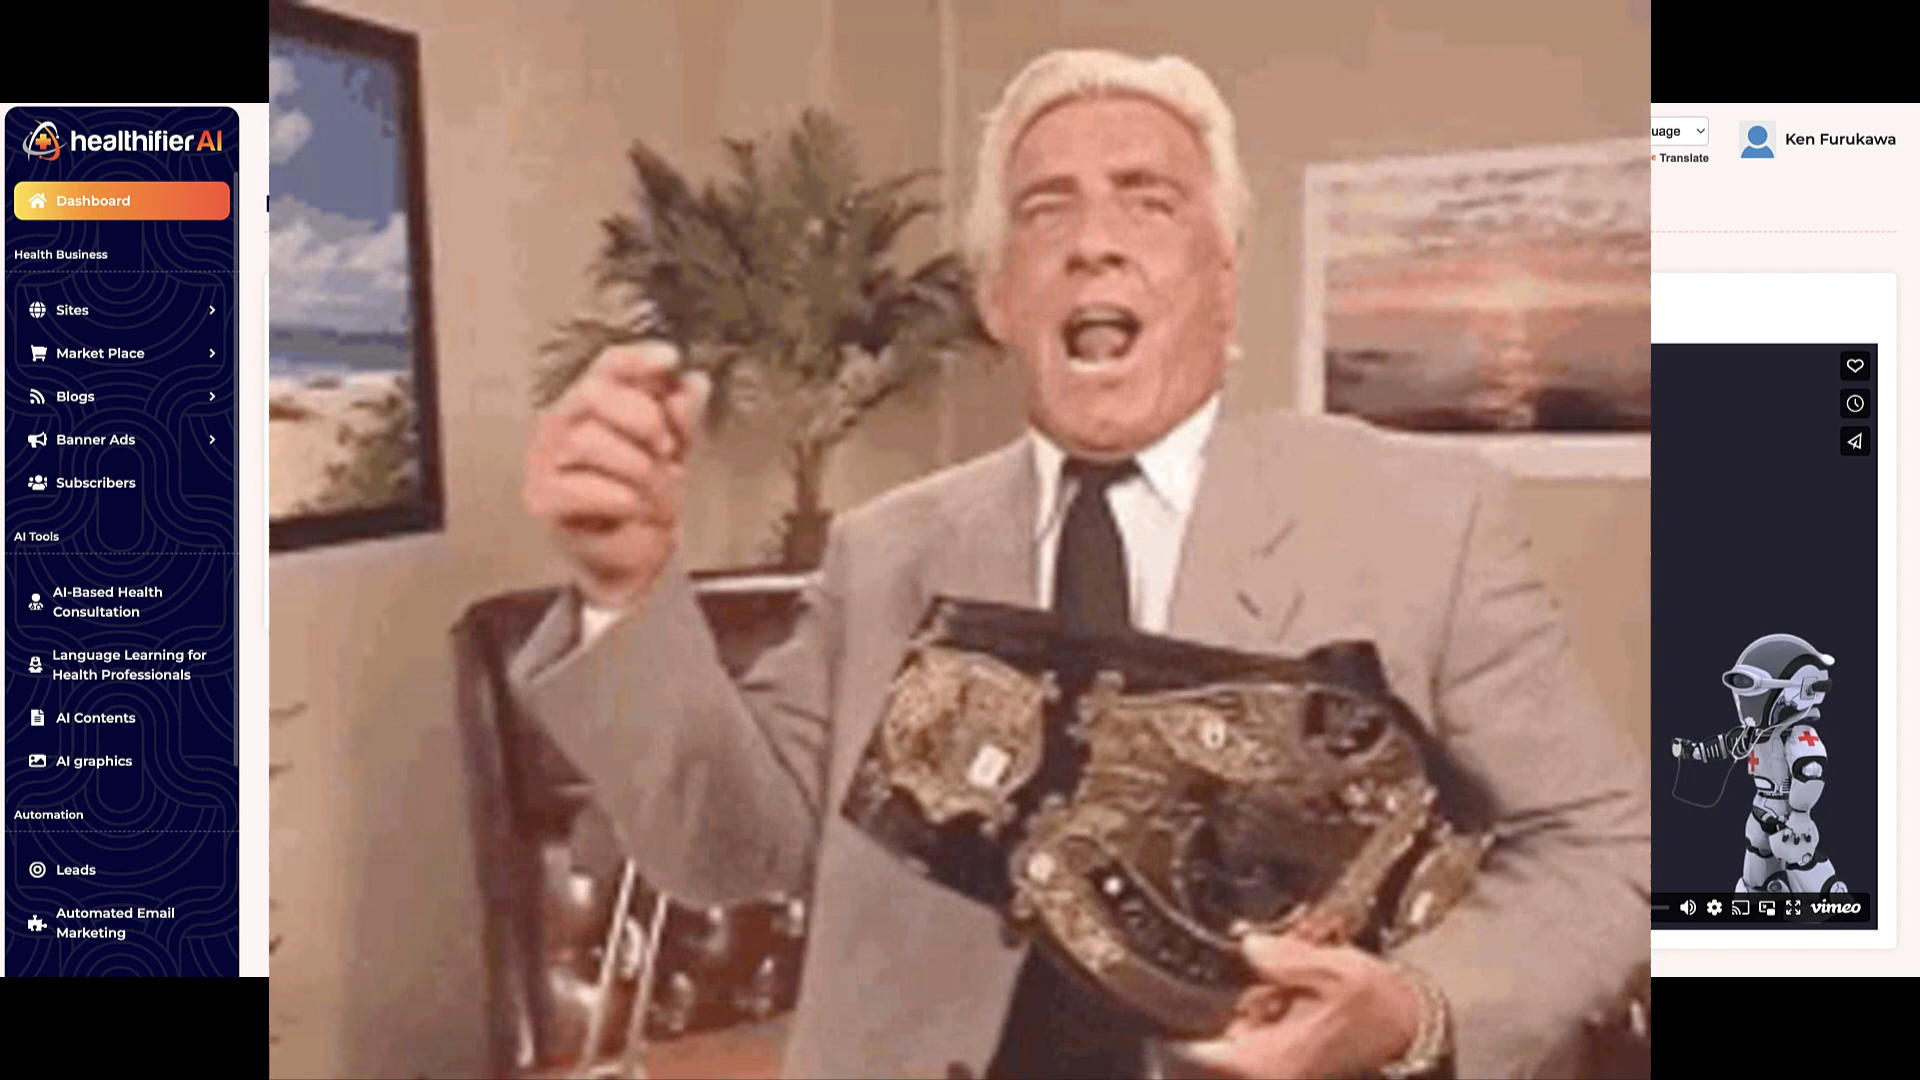 healthifier AI
uage
Translate
Ken Furukawa
Dashboard
Health Business
Sites
Market Place
Blogs
Banner Ads
Subscribers
AI Tools
AI-Based Health
Consultation
Language Learning for
Health Professionals
AI Contents
AI graphics
Automation
Leads
Automated Email
Marketing
vimeo